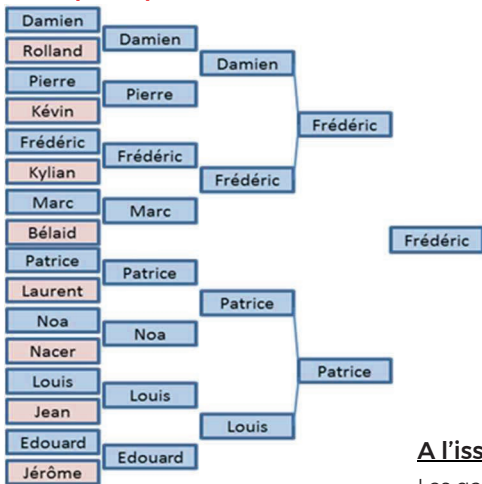 Damien
Rolland
Pierre
Kévin
Frédéric
Kylian
Marc
Bélaid
Patrice
Laurent
Noa
Nacer
Louis
Jean
Edouard
Jérôme
Damien
Pierre
Frédéric
Marc
Patrice
Noa
Louis
Edouard
Damien
Frédéric
Patrice
Louis
Frédéric
Patrice
Frédéric
A l'iss